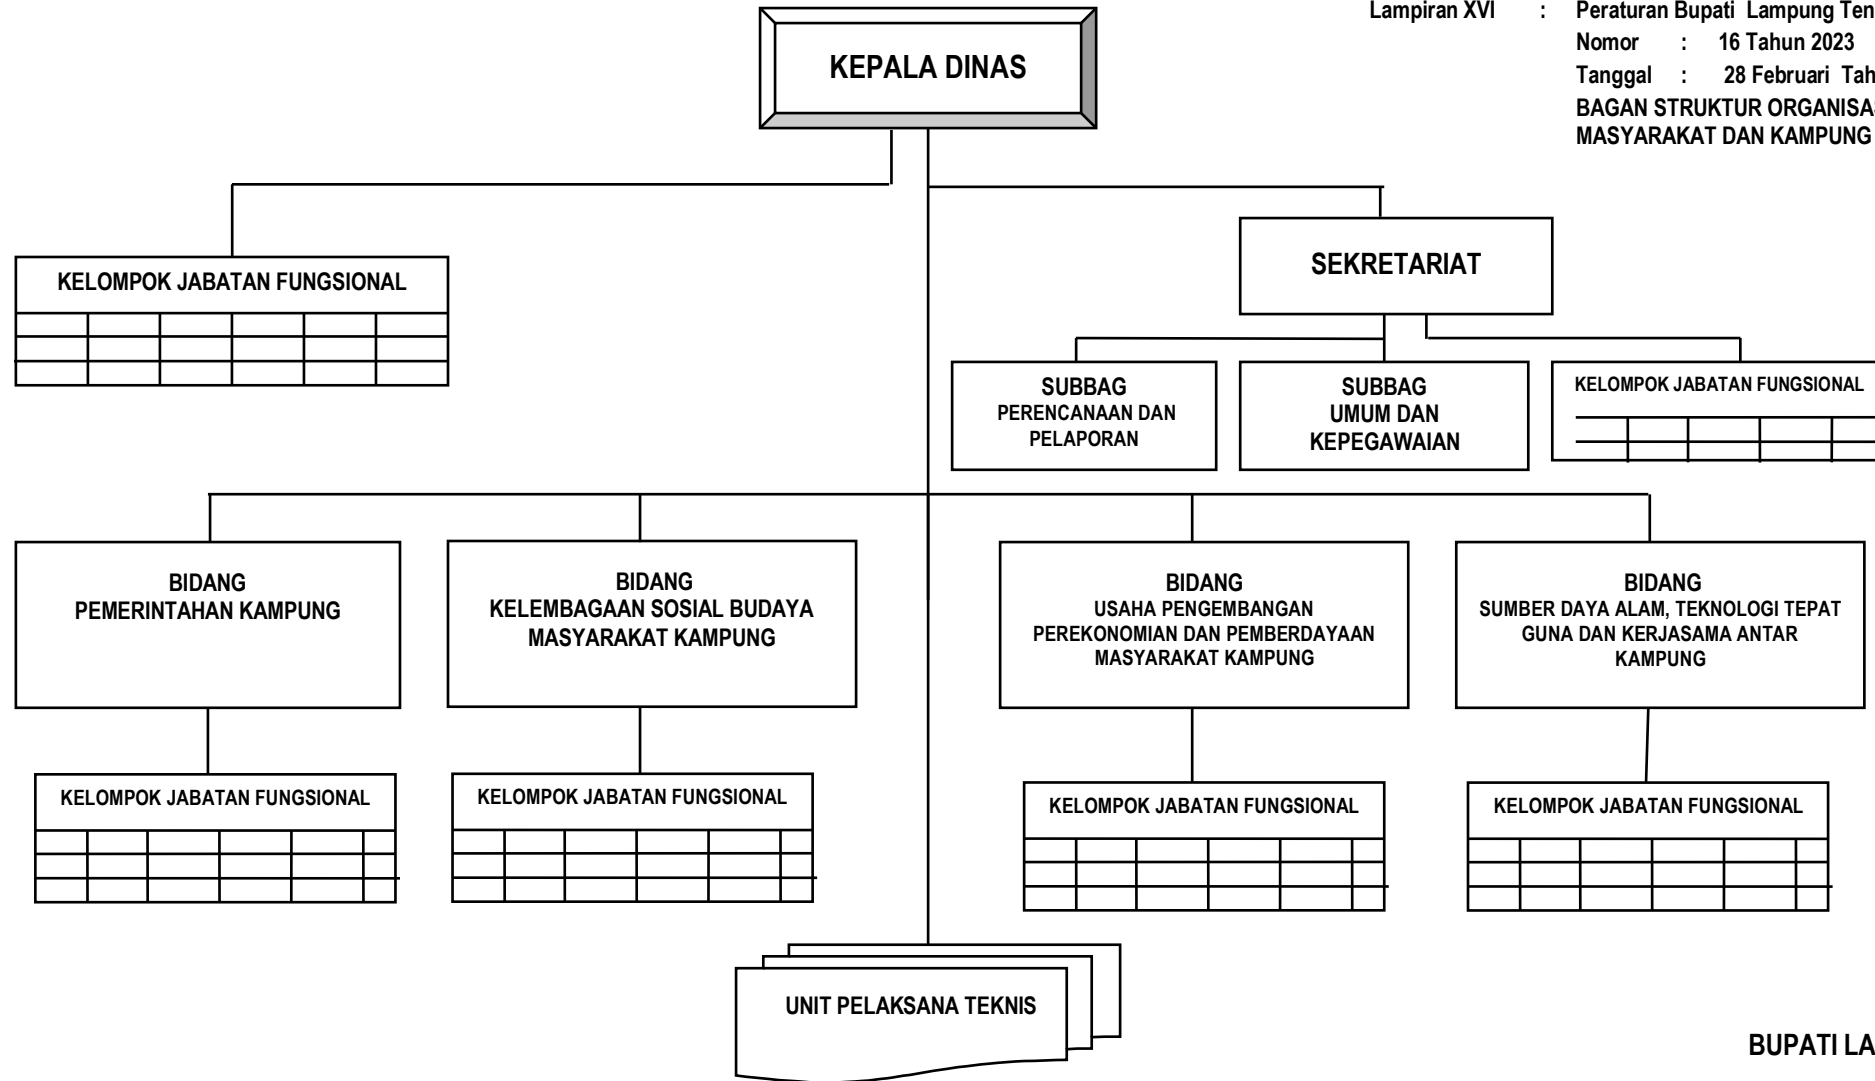 Lampiran XVI : Peraturan Bupati Lampung Ten
Nomor : 16 Tahun 2023
Tanggal : 28 Februari Tah
BAGAN STRUKTUR ORGANISA
MASYARAKAT DAN KAMPUNG
KEPALA DINAS
KELOMPOK JABATAN FUNGSIONAL
SEKRETARIAT
SUBBAG
PERENCANAAN DAN
PELAPORAN
SUBBAG
UMUM DAN
KEPEGAWAIAN
KELOMPOK JABATAN FUNGSIONAL
BIDANG
PEMERINTAHAN KAMPUNG
BIDANG
KELEMBAGAAN SOSIAL BUDAYA
MASYARAKAT KAMPUNG
BIDANG
USAHA PENGEMBANGAN
PEREKONOMIAN DAN PEMBERDAYAAN
MASYARAKAT KAMPUNG
BIDANG
SUMBER DAYA ALAM, TEKNOLOGI TEPAT
GUNA DAN KERJASAMA ANTAR
KAMPUNG
KELOMPOK JABATAN FUNGSIONAL
KELOMPOK JABATAN FUNGSIONAL
KELOMPOK JABATAN FUNGSIONAL
KELOMPOK JABATAN FUNGSIONAL
UNIT PELAKSANA TEKNIS
BUPATI LA